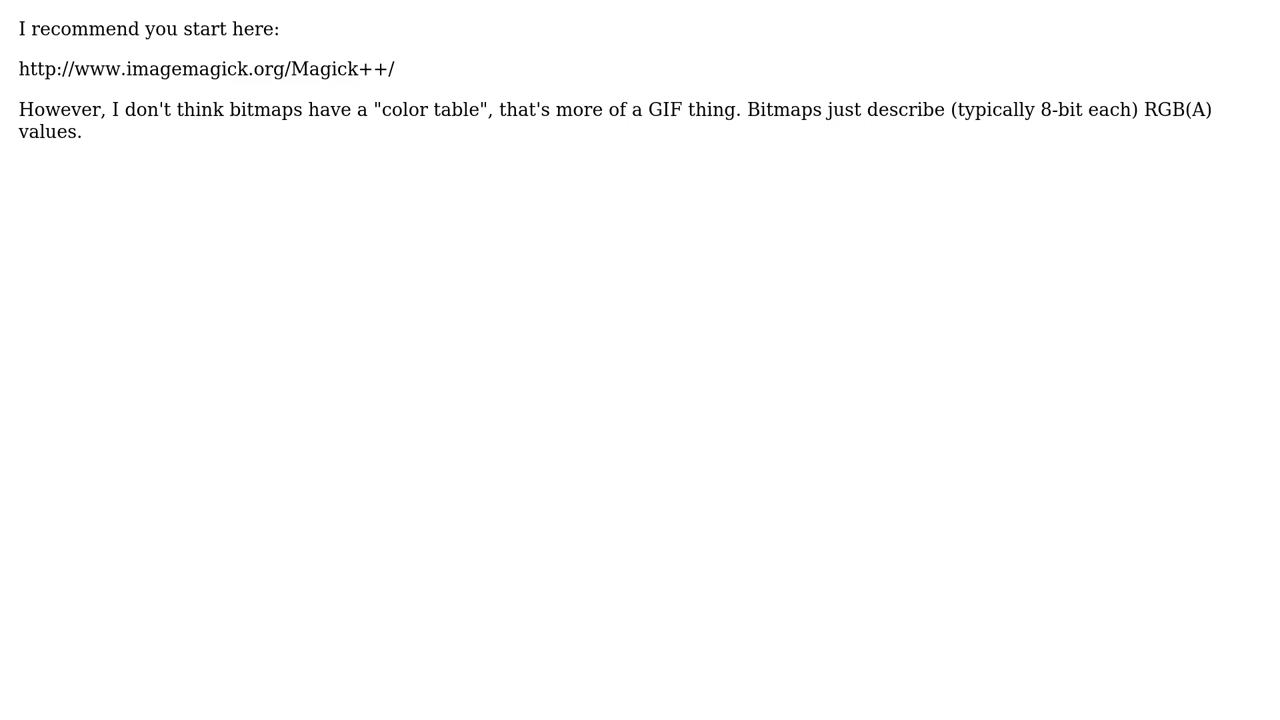 I recommend you start here:
http://www.imagemagick.org/Magick++/
However, I don't think bitmaps have a "color table", that's more of a GIF thing. Bitmaps just describe (typically 8-bit each) RGB(A)
values.